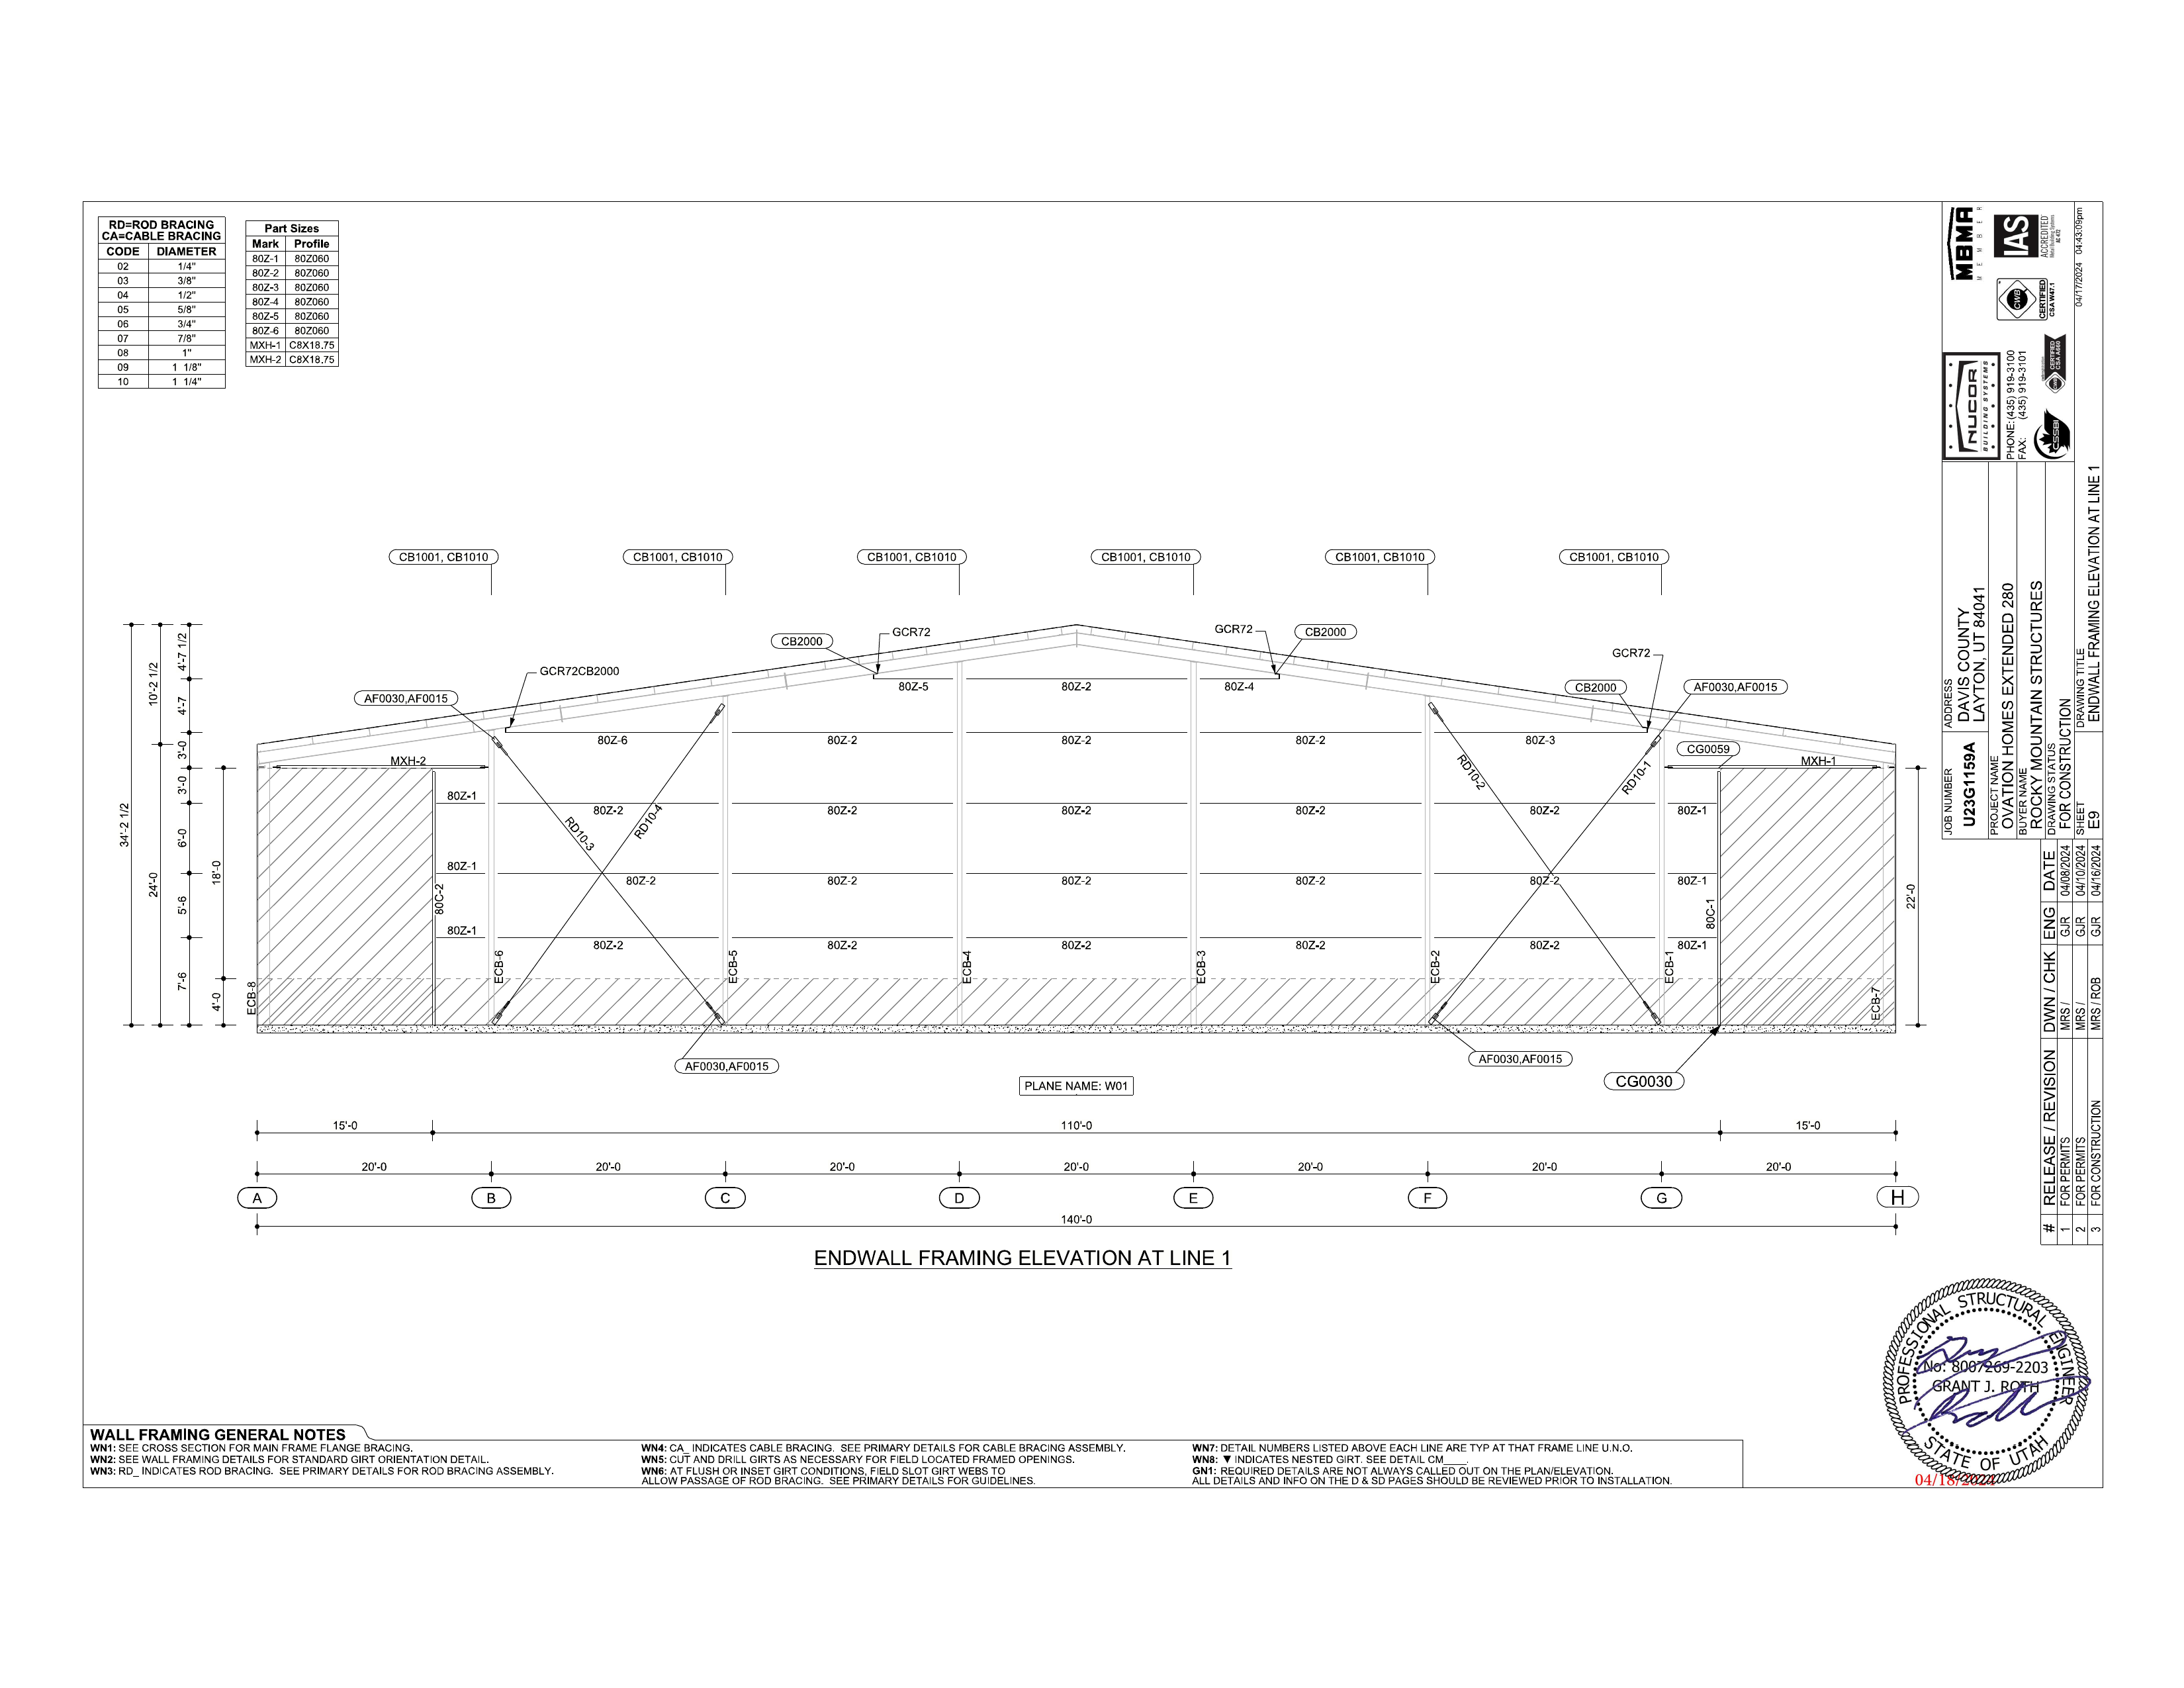 RD=ROD BRACING
CA=CABLE BRACING
CODE DIAMETER
02 1/4"
03 3/8"
04 1/2"
05 5/8"
06 3/4"
07 7/8"
08 1"
09 1 1/8"
10 1 1/4"
Part Sizes
Mark Profile
80Z-1 80Z060
80Z-2 80Z060
80Z-3 80Z060
80Z-4 80Z060
80Z-5 80Z060
80Z-6 80Z060
MXH-1 C8X18.75
MXH-2 C8X18.75
CB1001, CB1010 CB1001, CB1010 CB1001, CB1010 CB1001, CB1010 CB1001, CB1010 CB1001, CB1010
CB2000 GCR72 GCR72 CB2000
GCR72
GCR72CB2000
AF0030,AF0015 CB2000 AF0030,AF0015
80Z-5 80Z-2 80Z-4
80Z-6 80Z-2 80Z-2 80Z-2 80Z-3
CG0059
MXH-2 MXH-1
RD10-3 RD10-4 RD10-2 RD10-1
80Z-1 80Z-2 80Z-2 80Z-2 80Z-2 80Z-2 80Z-1
80Z-1 80Z-2 80Z-2 80Z-2 80Z-2 80Z-2 80Z-1
80C-2 80C-1
80Z-1 80Z-2 80Z-2 80Z-2 80Z-2 80Z-2 80Z-1
ECB-8 ECB-6 ECB-5 ECB-4 ECB-3 ECB-2 ECB-1 ECB-7
34'-2 1/2
10'-2 1/2
24'-0
4'-7 1/2
4'-7
3'-0
3'-0
6'-0
5'-6
7'-6
18'-0
4'-0
22'-0
AF0030,AF0015 AF0030,AF0015
CG0030
PLANE NAME: W01
15'-0 110'-0 15'-0
20'-0 20'-0 20'-0 20'-0 20'-0 20'-0 20'-0
A B C D E F G H
140'-0
ENDWALL FRAMING ELEVATION AT LINE 1
WALL FRAMING GENERAL NOTES
WN1: SEE CROSS SECTION FOR MAIN FRAME FLANGE BRACING.
WN2: SEE WALL FRAMING DETAILS FOR STANDARD GIRT ORIENTATION DETAIL.
WN3: RD_ INDICATES ROD BRACING. SEE PRIMARY DETAILS FOR ROD BRACING ASSEMBLY.
WN4: CA_ INDICATES CABLE BRACING. SEE PRIMARY DETAILS FOR CABLE BRACING ASSEMBLY.
WN5: CUT AND DRILL GIRTS AS NECESSARY FOR FIELD LOCATED FRAMED OPENINGS.
WN6: AT FLUSH OR INSET GIRT CONDITIONS, FIELD SLOT GIRT WEBS TO
ALLOW PASSAGE OF ROD BRACING. SEE PRIMARY DETAILS FOR GUIDELINES.
WN7: DETAIL NUMBERS LISTED ABOVE EACH LINE ARE TYP AT THAT FRAME LINE U.N.O.
WN8: ▼ INDICATES NESTED GIRT. SEE DETAIL CM____.
GN1: REQUIRED DETAILS ARE NOT ALWAYS CALLED OUT ON THE PLAN/ELEVATION.
ALL DETAILS AND INFO ON THE D & SD PAGES SHOULD BE REVIEWED PRIOR TO INSTALLATION.
MBMA
MEMBER
IAS
ACCREDITED
CWB
CERTIFIED
CSA W47.1
CWB
CERTIFIED
CSA A660
CSSBI
04/17/2024 04:43:09pm
NUCOR
BUILDING SYSTEMS
PHONE:(435) 919-3100
FAX: (435) 919-3101
JOB NUMBER
U23G1159A
ADDRESS
DAVIS COUNTY
LAYTON, UT 84041
PROJECT NAME
OVATION HOMES EXTENDED 280
BUYER NAME
ROCKY MOUNTAIN STRUCTURES
DRAWING STATUS
FOR CONSTRUCTION
SHEET
E9
DRAWING TITLE
ENDWALL FRAMING ELEVATION AT LINE 1
# RELEASE / REVISION DWN / CHK ENG DATE
1 FOR PERMITS MRS / GJR 04/08/2024
2 FOR PERMITS MRS / GJR 04/10/2024
3 FOR CONSTRUCTION MRS / ROB GJR 04/16/2024
PROFESSIONAL STRUCTURAL ENGINEER
No: 8007269-2203
GRANT J. ROTH
STATE OF UTAH
04/18/2024